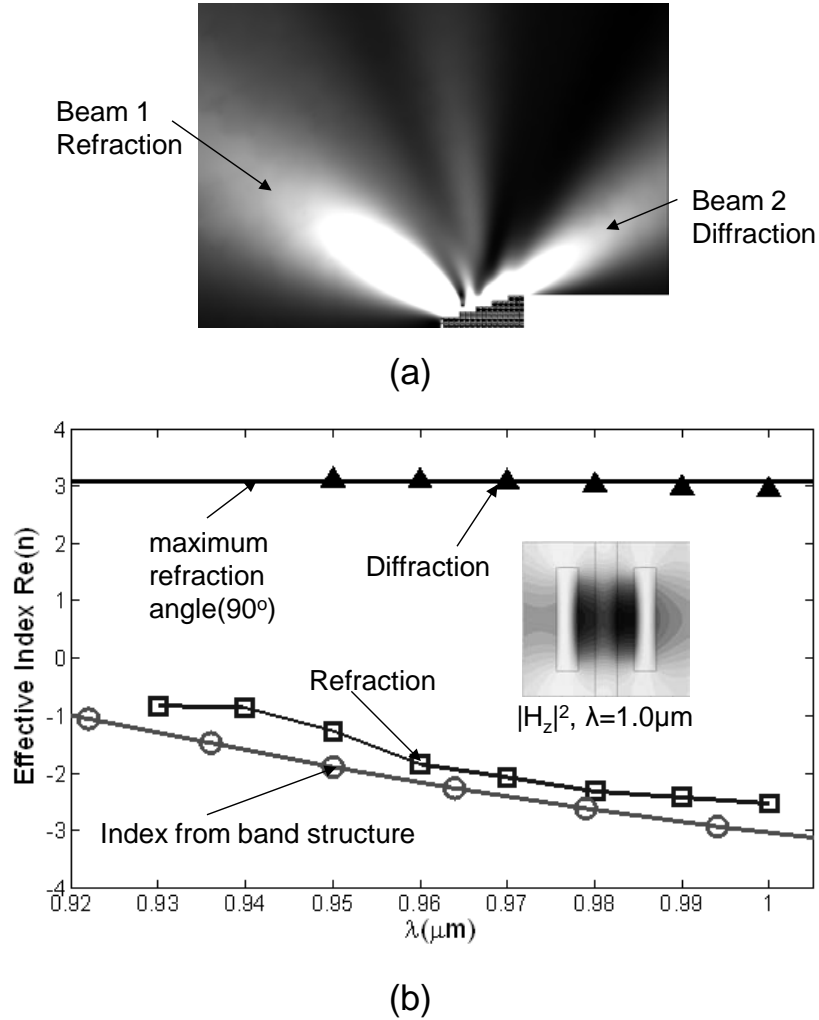 Beam 1
Refraction
Beam 2
Diffraction
(a)
4
3
2
1
0
-1
-2
-3
-4
Effective Index Re(n)
maximum
refraction
angle(90°)
Diffraction
Refraction
|Hz|², λ=1.0μm
Index from band structure
0.92 0.93 0.94 0.95 0.96 0.97 0.98 0.99 1
λ(μm)
(b)